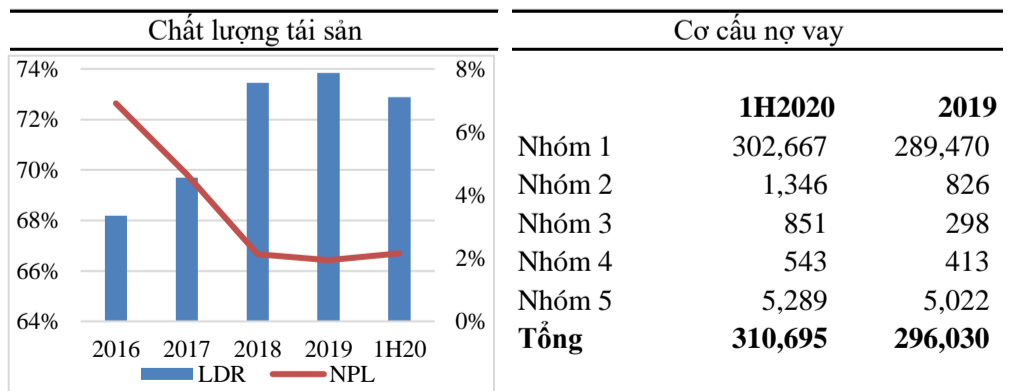 Chất lượng tái sản
74%
72%
70%
68%
66%
64%
8%
6%
4%
2%
0%
2016 2017 2018 2019 1H20
LDR NPL
Cơ cấu nợ vay
1H2020 2019
Nhóm 1 302,667 289,470
Nhóm 2 1,346 826
Nhóm 3 851 298
Nhóm 4 543 413
Nhóm 5 5,289 5,022
Tổng 310,695 296,030